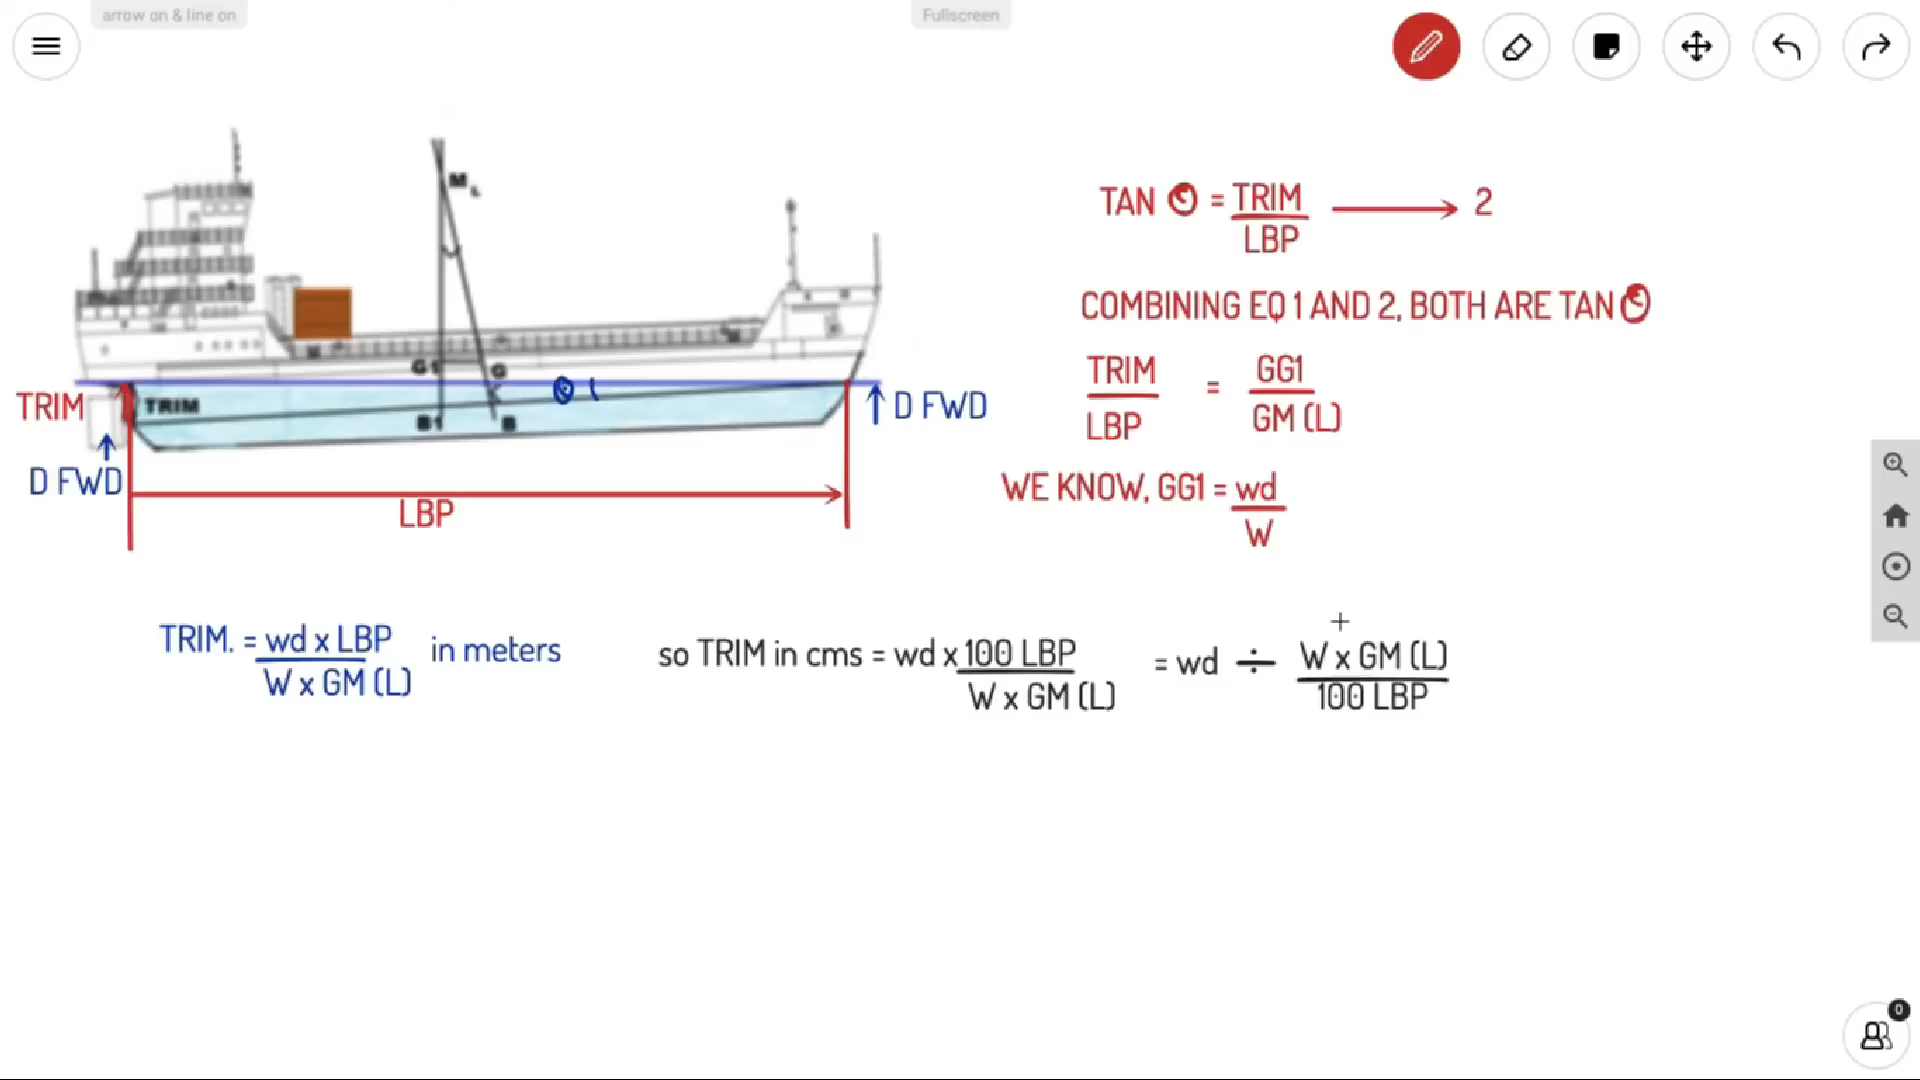 arrow on & line on
Fullscreen
M L
TAN = TRIM
LBP
2
COMBINING EQ 1 AND 2, BOTH ARE TAN
TRIM
LBP
=
GG1
GM (L)
G1
G
TRIM
TRIM
B1
B
D FWD
D FWD
LBP
WE KNOW, GG1 = wd
W
TRIM. = wd x LBP
W x GM (L)
in meters
so TRIM in cms = wd x 100 LBP
W x GM (L)
= wd ÷ W x GM (L)
100 LBP
0